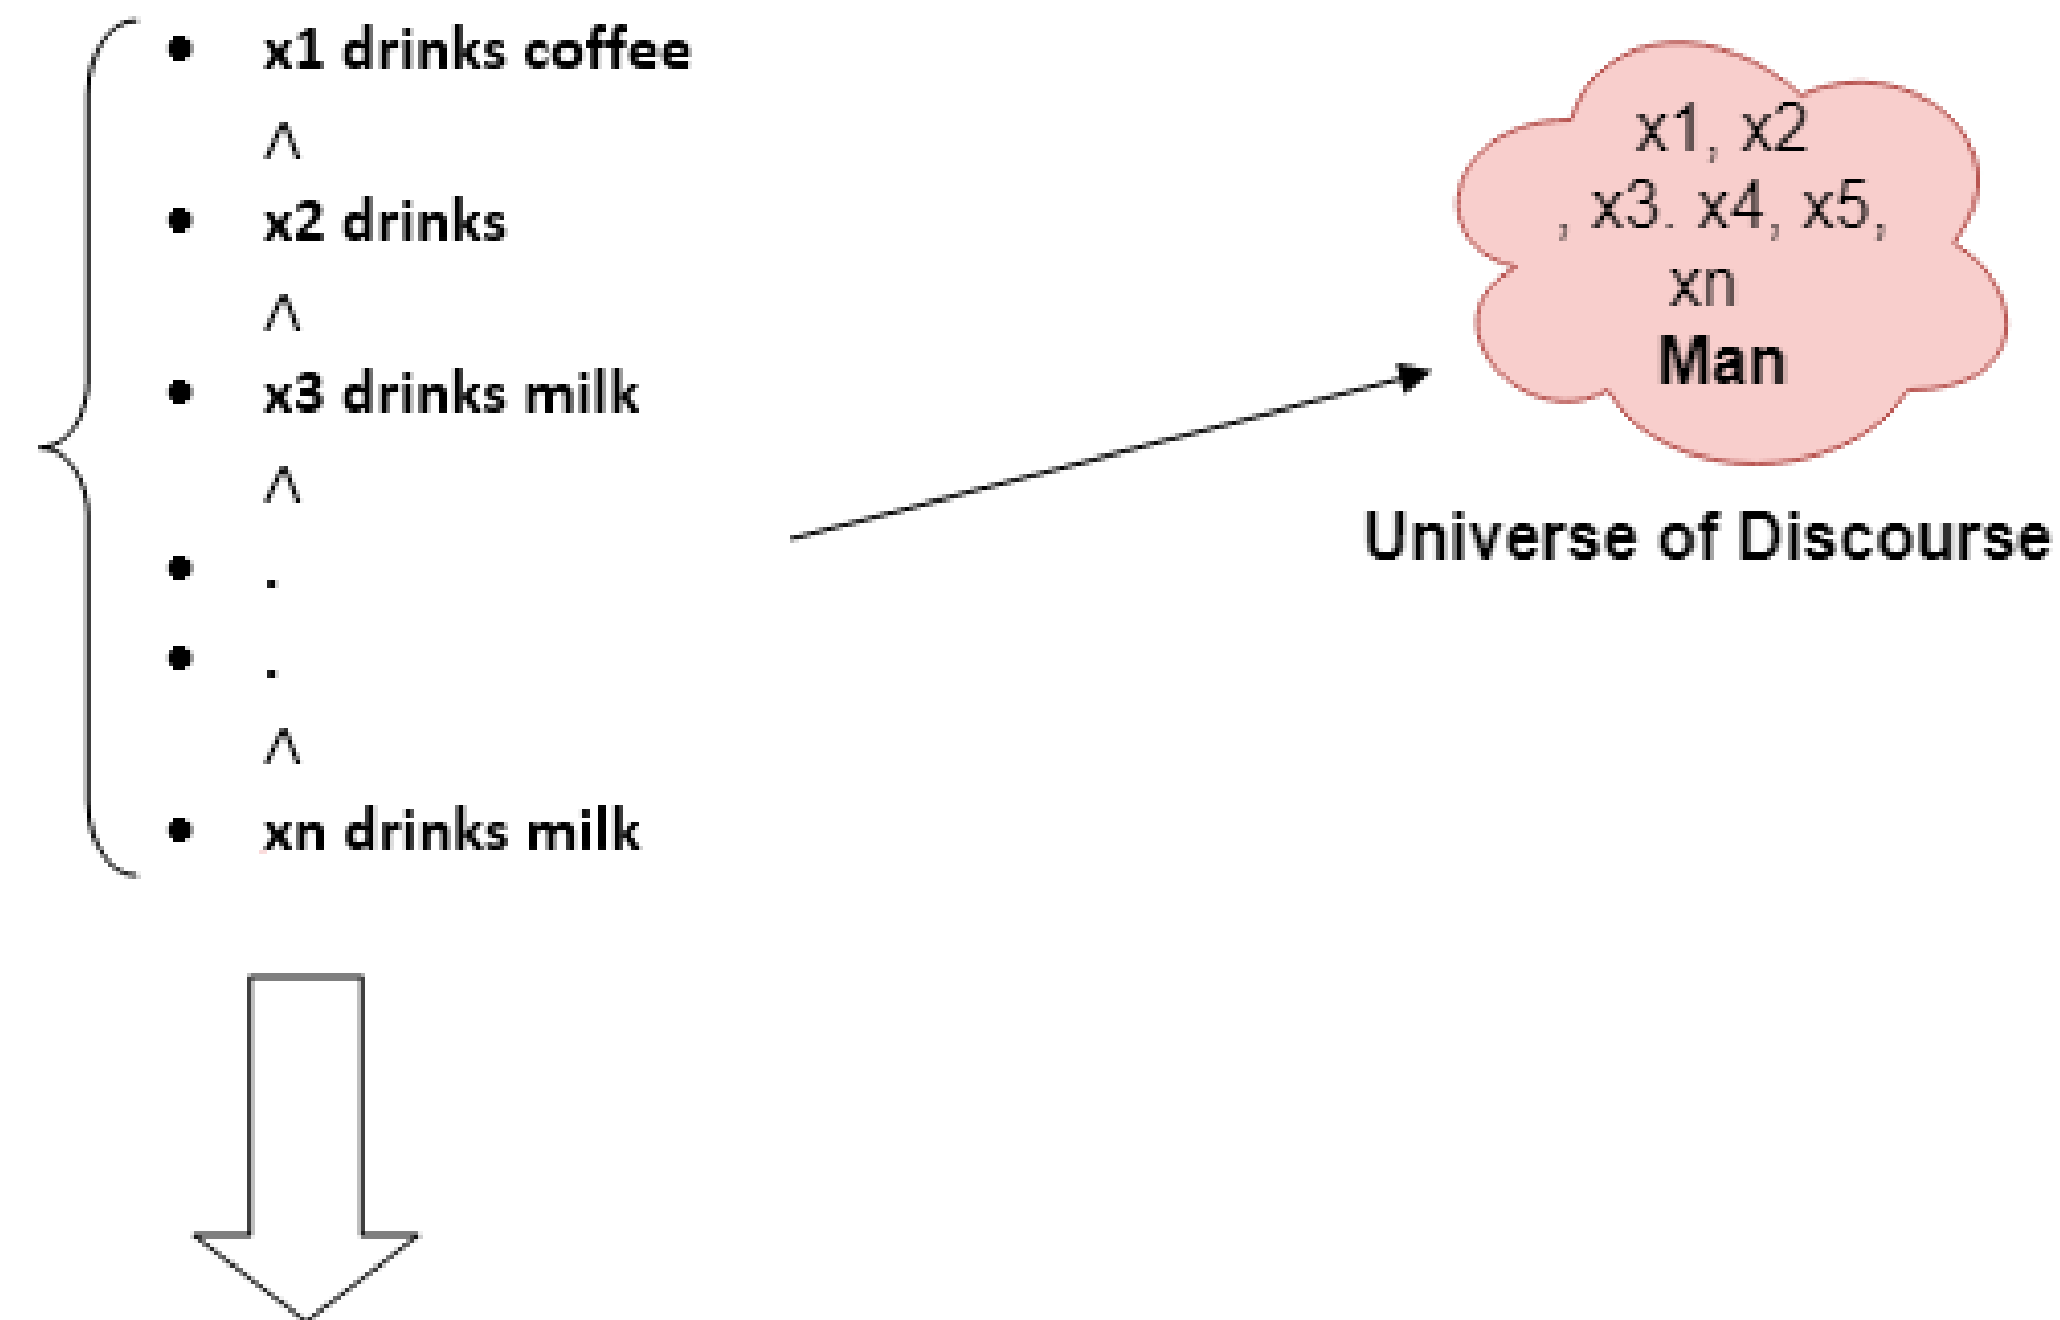 • x1 drinks coffee
∧
• x2 drinks
∧
• x3 drinks milk
∧
• .
• .
∧
• xn drinks milk
x1, x2
, x3. x4, x5,
xn
Man
Universe of Discourse